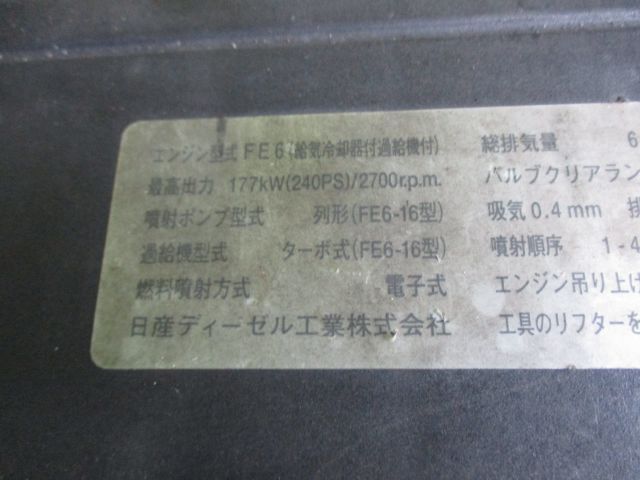 エンジン型式 FE6(給気冷却器付過給機付) 総排気量 6
最高出力 177kW(240PS)/2700r.p.m. バルブクリアラン
噴射ポンプ型式 列形(FE6-16型) 吸気0.4mm 排
過給機型式 ターボ式(FE6-16型) 噴射順序 1-4
燃料噴射方式 電子式 エンジン吊り上げ
日産ディーゼル工業株式会社 工具のリフターを